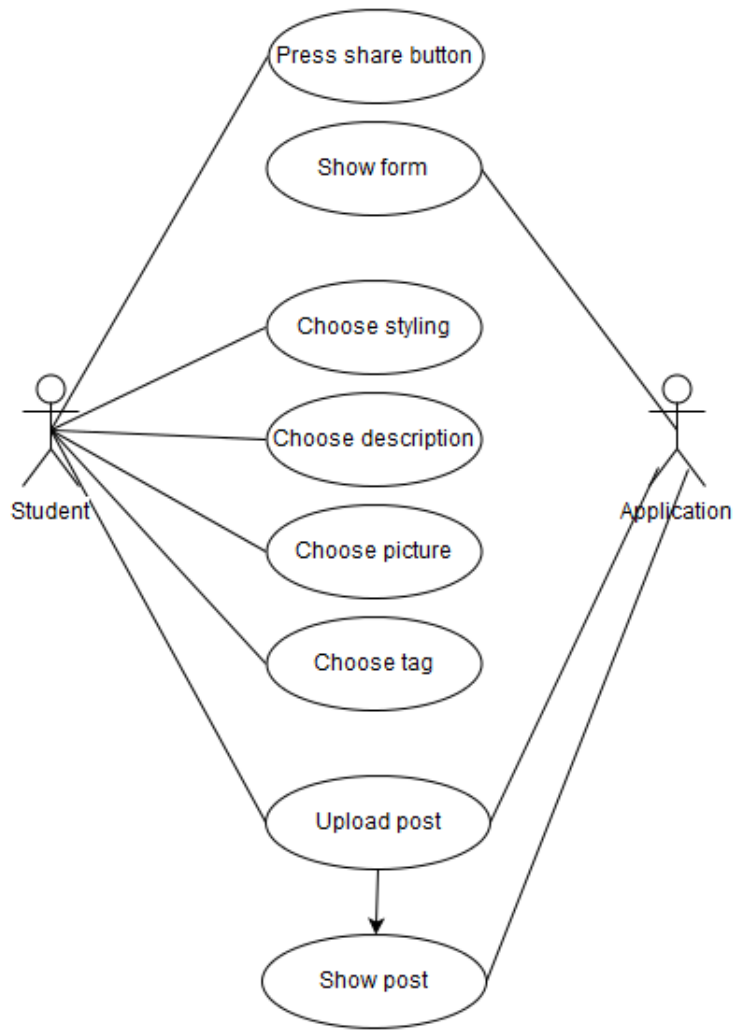 Press share button
Show form
Choose styling
Choose description
Student
Application
Choose picture
Choose tag
Upload post
Show post